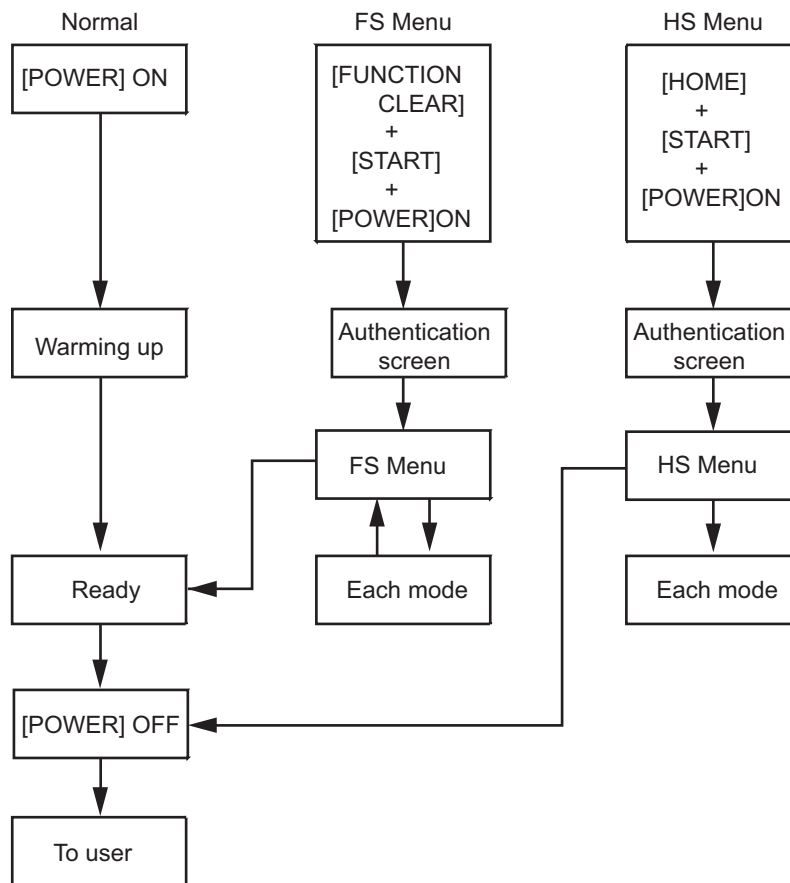 Normal
[POWER] ON
Warming up
Ready
[POWER] OFF
To user
FS Menu
[FUNCTION
CLEAR]
+
[START]
+
[POWER]ON
Authentication
screen
FS Menu
Each mode
HS Menu
[HOME]
+
[START]
+
[POWER]ON
Authentication
screen
HS Menu
Each mode